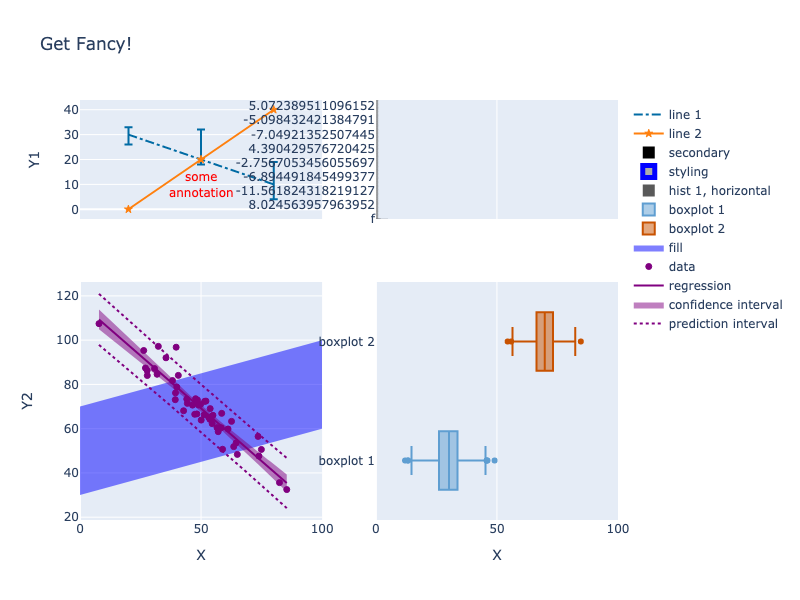 Get Fancy!
Y1
40
30
20
10
0
some
annotation
5.072389511096152
-5.098432421384791
-7.04921352507445
4.390450576720425
-2.7567053456055697
-6.894491845499377
-11.561824318219127
8.024563957963952
f
line 1
line 2
secondary
styling
hist 1, horizontal
boxplot 1
boxplot 2
fill
data
regression
confidence interval
prediction interval
Y2
120
100
80
60
40
20
0
50
100
X
boxplot 2
boxplot 1
0
50
100
X